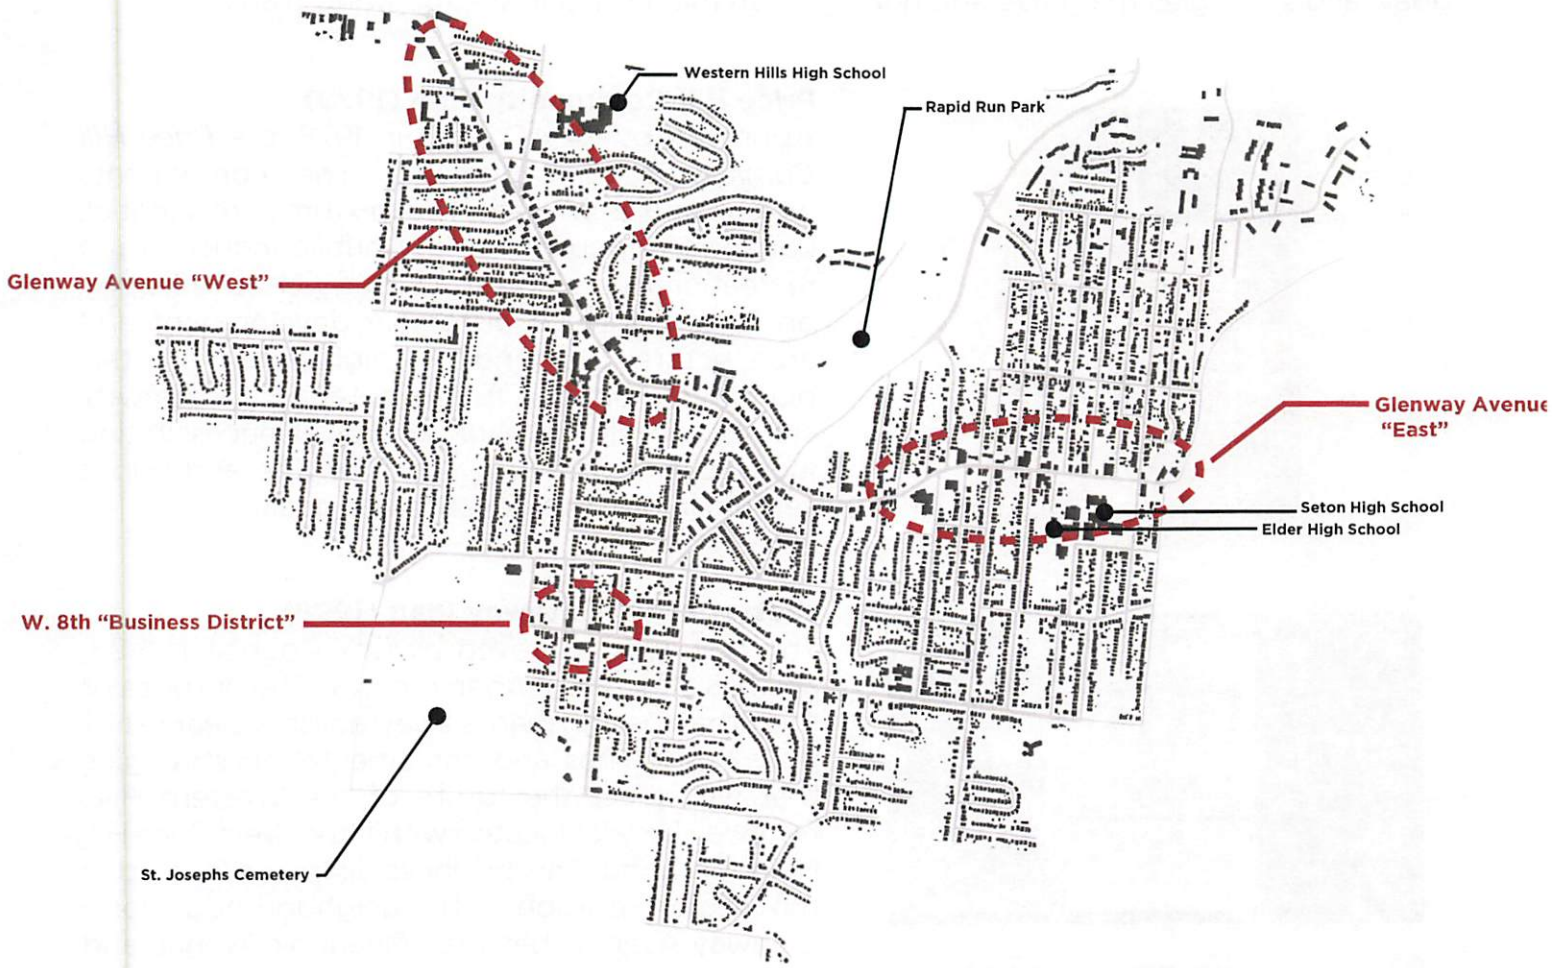 Western Hills High School
Rapid Run Park
Glenway Avenue “West”
Glenway Avenue
“East”
Seton High School
Elder High School
W. 8th “Business District”
St. Josephs Cemetery